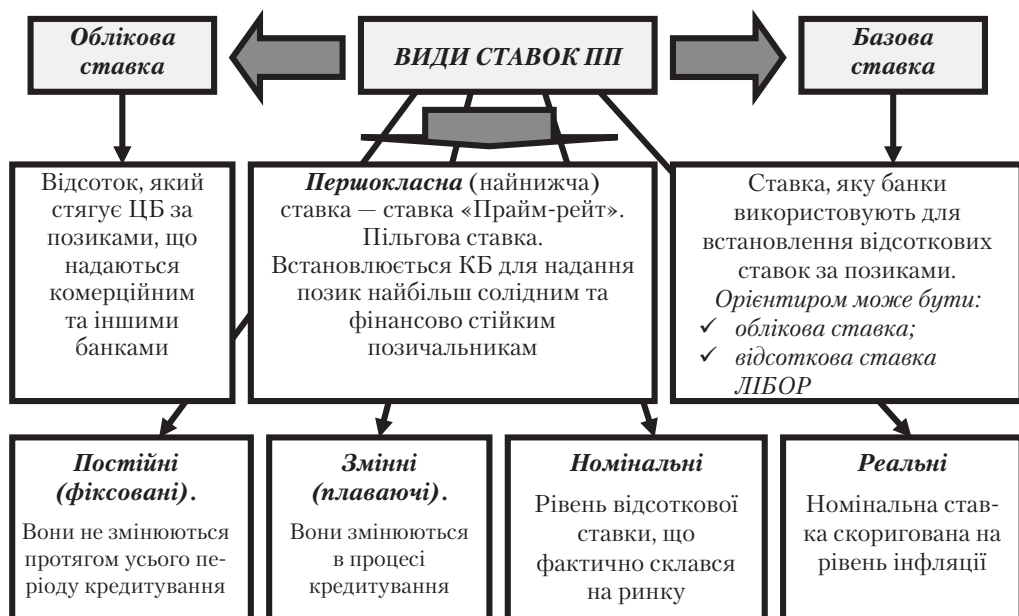 Облікова
ставка
ВИДИ СТАВОК ПП
Базова
ставка
Відсоток, який
стягує ЦБ за
позиками, що
надаються
комерційним
та іншими
банками
Першокласна (найнижча)
ставка — ставка «Прайм-рейт».
Пільгова ставка.
Встановлюється КБ для надання
позик найбільш солідним та
фінансово стійким
позичальникам
Ставка, яку банки
використовують для
встановлення відсоткових
ставок за позиками.
Орієнтиром може бути:
✓ облікова ставка;
✓ відсоткова ставка
ЛІБОР
Постійні
(фіксовані).
Вони не змінюються
протягом усього пе-
ріоду кредитування
Змінні
(плаваючі).
Вони змінюються
в процесі
кредитування
Номінальні
Рівень відсоткової
ставки, що
фактично склався
на ринку
Реальні
Номінальна став-
ка скоригована на
рівень інфляції